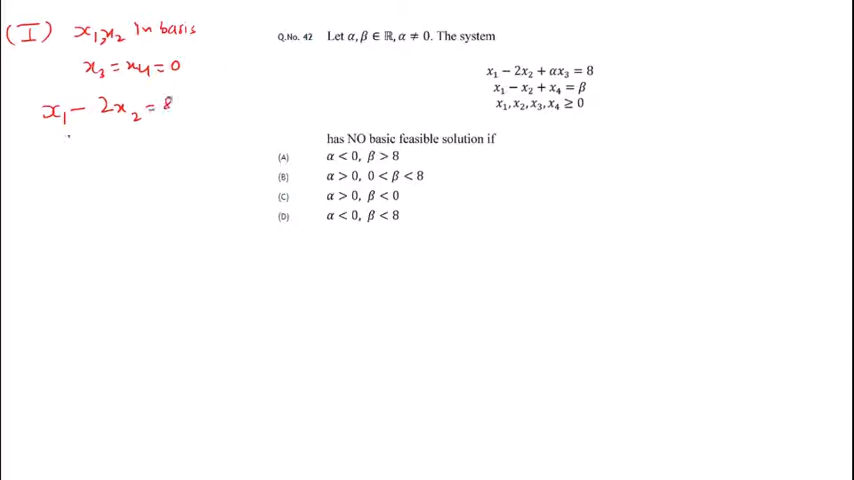 (I) x₁,x₂ in basis
x₃ = x₄ = 0
x₁ − 2x₂ = 8
Q.No. 42 Let α, β ∈ ℝ, α ≠ 0. The system
x₁ − 2x₂ + αx₃ = 8
x₁ − x₂ + x₄ = β
x₁, x₂, x₃, x₄ ≥ 0
has NO basic feasible solution if
(A) α < 0, β > 8
(B) α > 0, 0 < β < 8
(C) α > 0, β < 0
(D) α < 0, β < 8